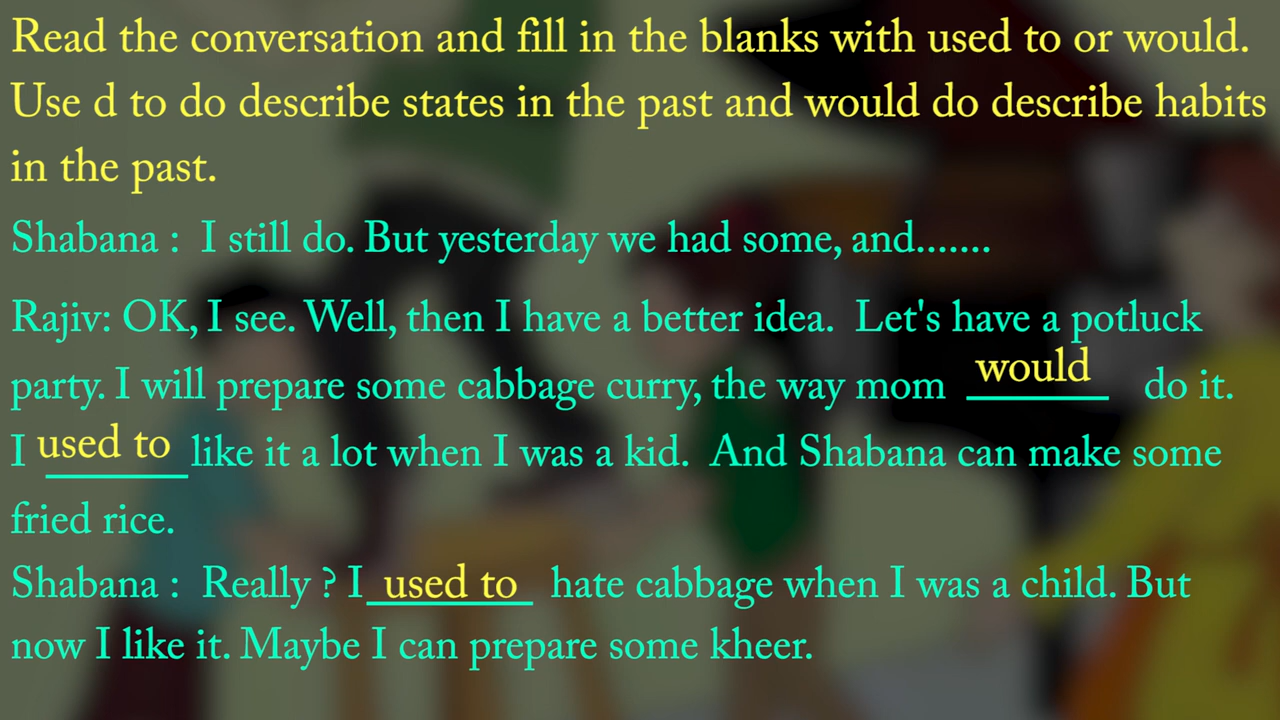 Read the conversation and fill in the blanks with used to or would.
Use d to do describe states in the past and would do describe habits
in the past.
Shabana : I still do. But yesterday we had some, and.......
Rajiv: OK, I see. Well, then I have a better idea. Let's have a potluck
party. I will prepare some cabbage curry, the way mom would do it.
I used to like it a lot when I was a kid. And Shabana can make some
fried rice.
Shabana : Really ? I used to hate cabbage when I was a child. But
now I like it. Maybe I can prepare some kheer.